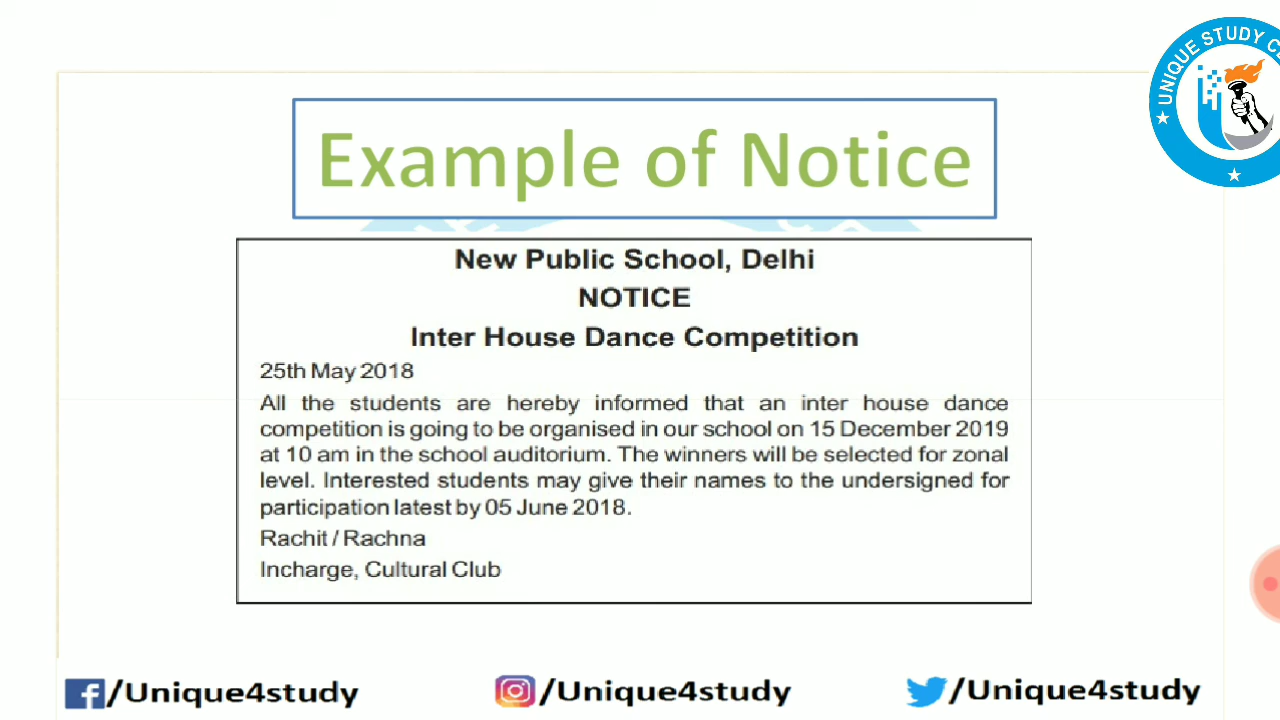 UNIQUE STUDY
Example of Notice
New Public School, Delhi
NOTICE
Inter House Dance Competition
25th May 2018
All the students are hereby informed that an inter house dance
competition is going to be organised in our school on 15 December 2019
at 10 am in the school auditorium. The winners will be selected for zonal
level. Interested students may give their names to the undersigned for
participation latest by 05 June 2018.
Rachit / Rachna
Incharge, Cultural Club
/Unique4study /Unique4study /Unique4study